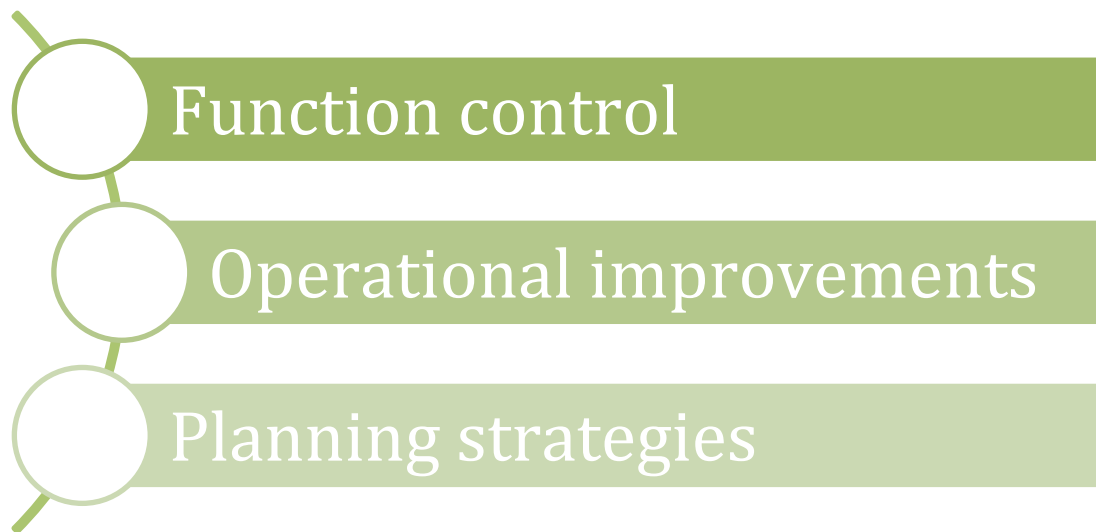 Function control
Operational improvements
Planning strategies